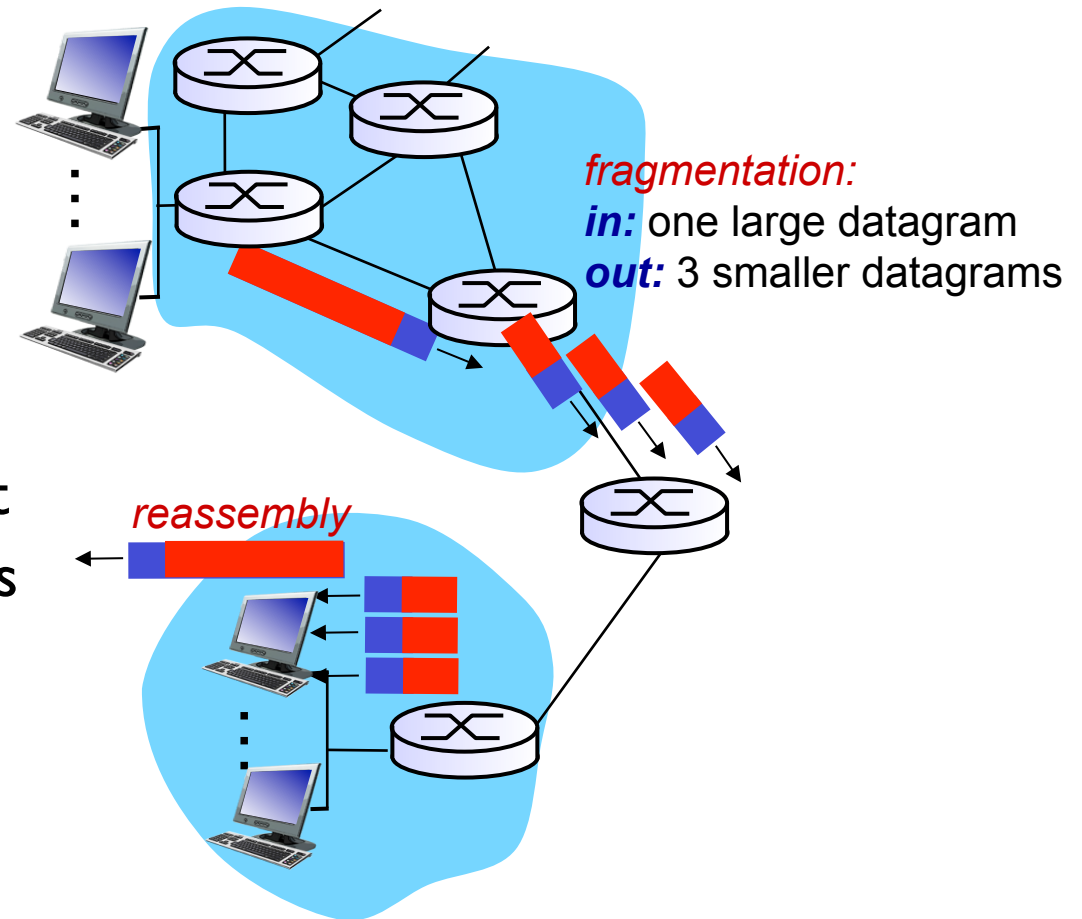 fragmentation:
in: one large datagram
out: 3 smaller datagrams
reassembly